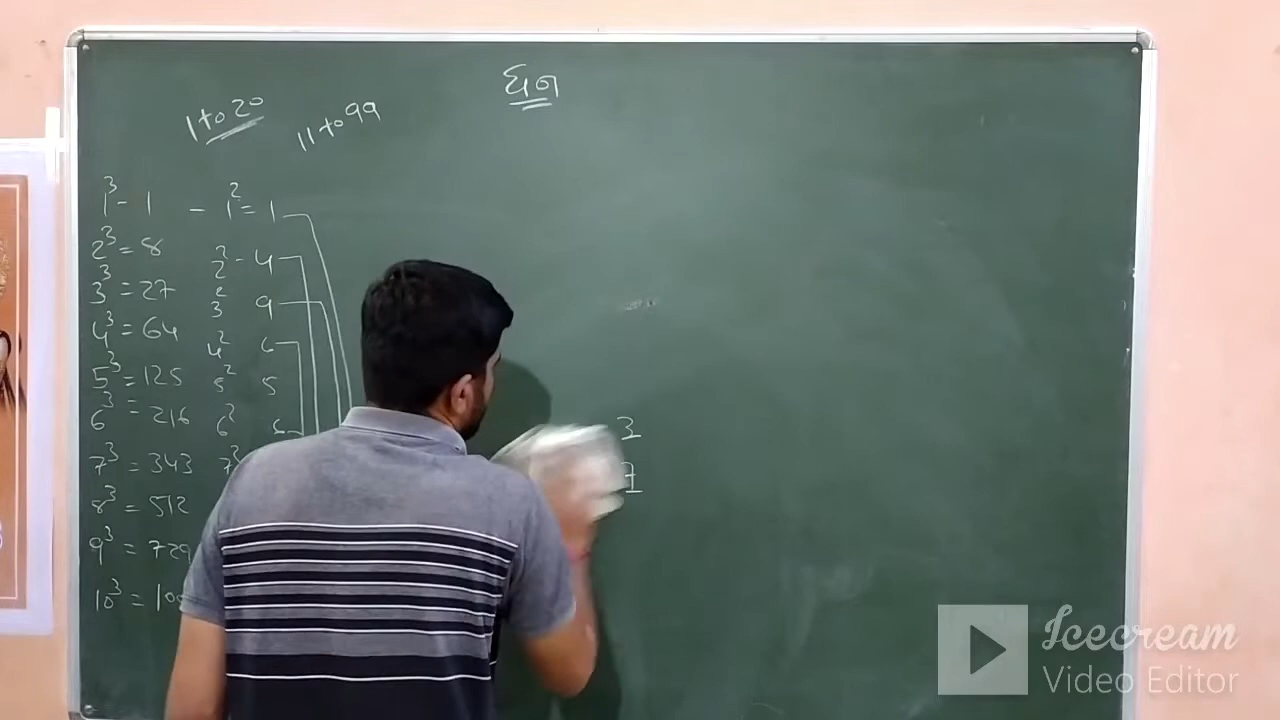 ઘન
1 to 20 11 to 99
1³ - 1 - 1² = 1
2³ = 8 2² - 4
3³ = 27 3² 9
4³ = 64 4² 6
5³ = 125 5² 5
6³ = 216 6² 6
3
7³ = 343 7²
7
8³ = 512
9³ = 729
10³ = 100
Icecream
Video Editor